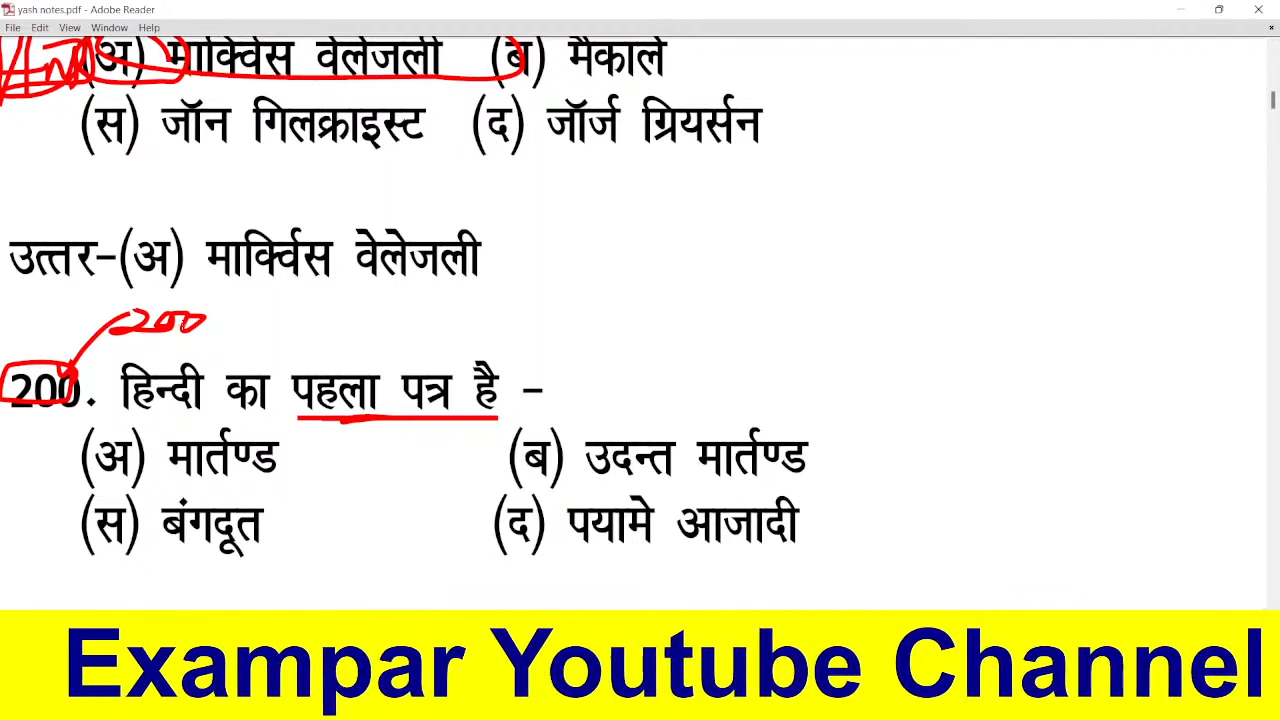 yash notes.pdf - Adobe Reader
File Edit View Window Help
(अ) मार्क्विस वेलेजली (ब) मैकाले
(स) जॉन गिलक्राइस्ट (द) जॉर्ज ग्रियर्सन
उत्तर-(अ) मार्क्विस वेलेजली
200
200. हिन्दी का पहला पत्र है -
(अ) मार्तण्ड (ब) उदन्त मार्तण्ड
(स) बंगदूत (द) पयामे आजादी
Exampar Youtube Channel